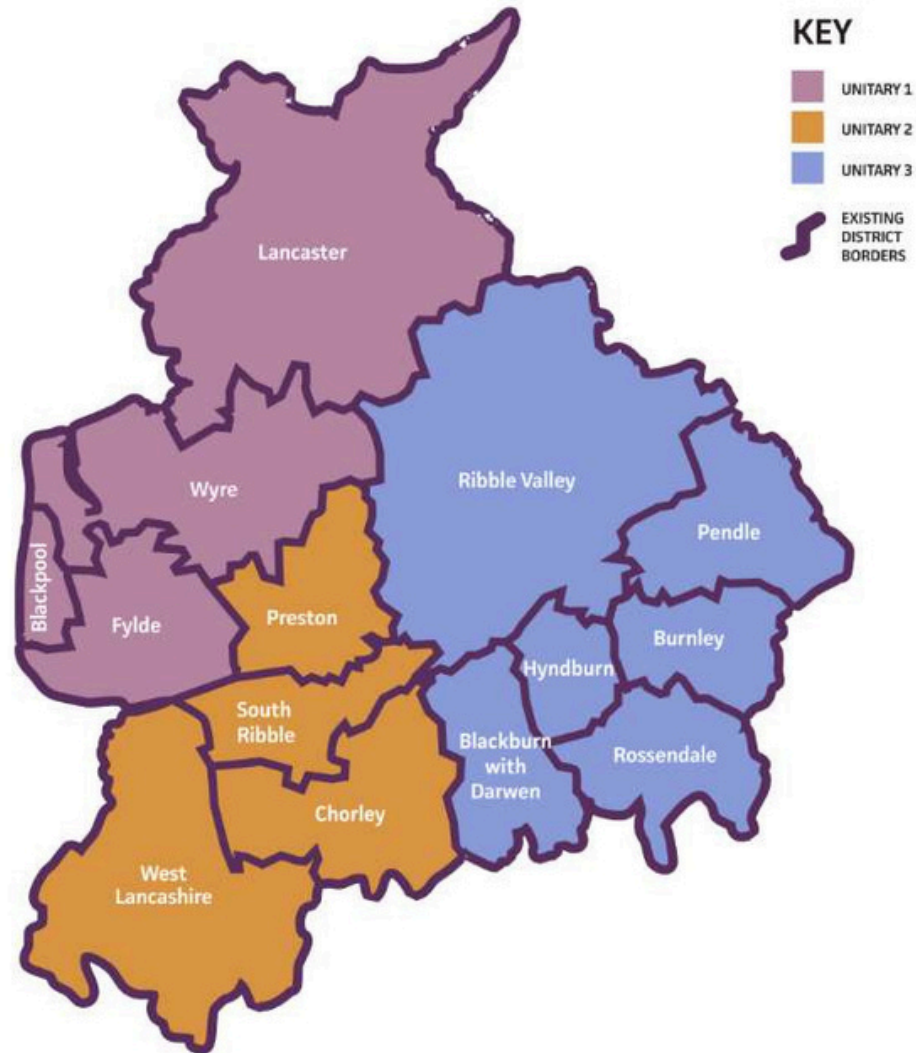 KEY
UNITARY 1
UNITARY 2
UNITARY 3
EXISTING
DISTRICT
BORDERS
Lancaster
Wyre
Ribble Valley
Pendle
Blackpool
Fylde
Preston
Burnley
Hyndburn
South
Ribble
Blackburn
with
Darwen
Rossendale
Chorley
West
Lancashire